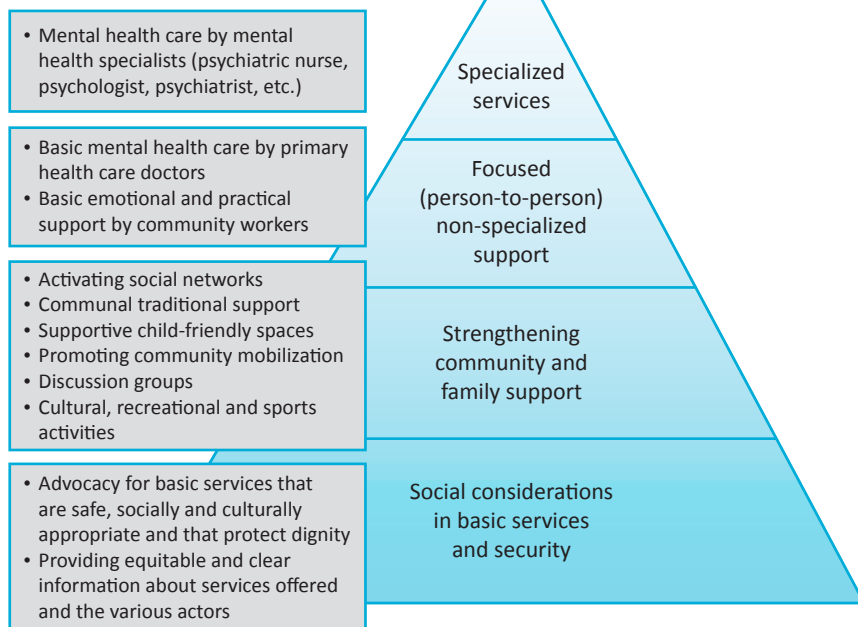 • Mental health care by mental
health specialists (psychiatric nurse,
psychologist, psychiatrist, etc.)
Specialized
services
• Basic mental health care by primary
health care doctors
• Basic emotional and practical
support by community workers
Focused
(person-to-person)
non-specialized
support
• Activating social networks
• Communal traditional support
• Supportive child-friendly spaces
• Promoting community mobilization
• Discussion groups
• Cultural, recreational and sports
activities
Strengthening
community and
family support
• Advocacy for basic services that
are safe, socially and culturally
appropriate and that protect dignity
• Providing equitable and clear
information about services offered
and the various actors
Social considerations
in basic services
and security